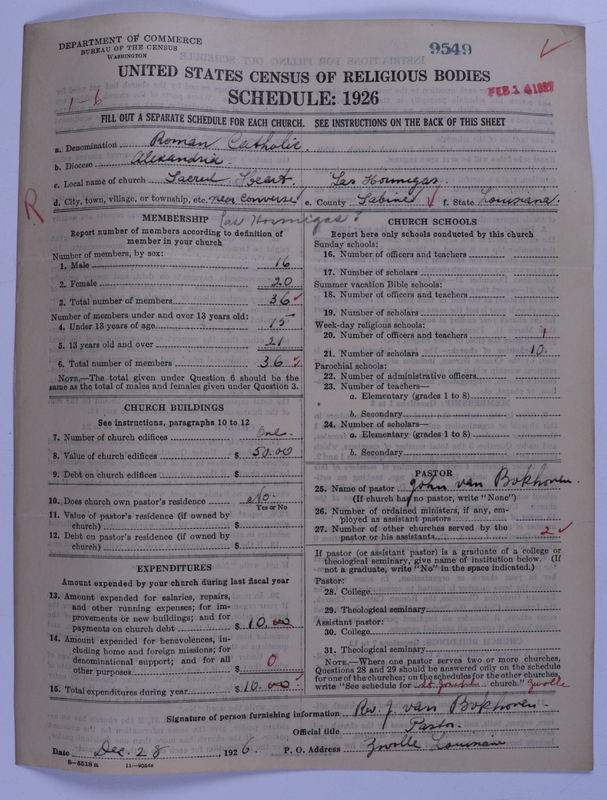 DEPARTMENT OF COMMERCE
BUREAU OF THE CENSUS
WASHINGTON
9549
UNITED STATES CENSUS OF RELIGIOUS BODIES
SCHEDULE: 1926
FEB 14 1927
1-6
FILL OUT A SEPARATE SCHEDULE FOR EACH CHURCH. SEE INSTRUCTIONS ON THE BACK OF THIS SHEET
a. Denomination Roman Catholic
b. Diocese Alexandria
c. Local name of church Sacred Heart. Las Hormigas.
d. City, town, village, or township, etc. near Converse e. County Sabine f. State Louisiana
R
Las Hormigas?
MEMBERSHIP
Report number of members according to definition of member in your church
Number of members, by sex:
1. Male 16
2. Female 20
3. Total number of members 36
Number of members under and over 13 years old:
4. Under 13 years of age 15
5. 13 years old and over 21
6. Total number of members 36
NOTE.—The total given under Question 6 should be the same as the total of males and females given under Question 3.
CHURCH BUILDINGS
See instructions, paragraphs 10 to 12
7. Number of church edifices One
8. Value of church edifices $ 50.00
9. Debt on church edifices $
10. Does church own pastor's residence No
Yes or No
11. Value of pastor's residence (if owned by church) $
12. Debt on pastor's residence (if owned by church) $
EXPENDITURES
Amount expended by your church during last fiscal year
13. Amount expended for salaries, repairs, and other running expenses; for improvements or new buildings; and for payments on church debt $ 10.00
14. Amount expended for benevolences, including home and foreign missions; for denominational support; and for all other purposes $ 0
15. Total expenditures during year $ 10.00
CHURCH SCHOOLS
Report here only schools conducted by this church
Sunday schools:
16. Number of officers and teachers
17. Number of scholars
Summer vacation Bible schools:
18. Number of officers and teachers
19. Number of scholars
Week-day religious schools:
20. Number of officers and teachers 1
21. Number of scholars 10.
Parochial schools:
22. Number of administrative officers
23. Number of teachers—
a. Elementary (grades 1 to 8)
b. Secondary
24. Number of scholars—
a. Elementary (grades 1 to 8)
b. Secondary
PASTOR
25. Name of pastor John van Bokhoven.
(If church has no pastor, write "None")
26. Number of ordained ministers, if any, employed as assistant pastors
27. Number of other churches served by the pastor or his assistants 2
If pastor (or assistant pastor) is a graduate of a college or theological seminary, give name of institution below. (If not a graduate, write "No" in the space indicated.)
Pastor:
28. College
29. Theological seminary
Assistant pastor:
30. College
31. Theological seminary
NOTE.—Where one pastor serves two or more churches, Questions 28 and 29 should be answered only on the schedule for one of the churches; on the schedules for the other churches, write "See schedule for St. Joseph church." Zwolle
Signature of person furnishing information Rev. J. van Bokhoven
Official title Pastor.
Date Dec. 28, 1926. P. O. Address Zwolle Louisiana
8-5518a 11-9084